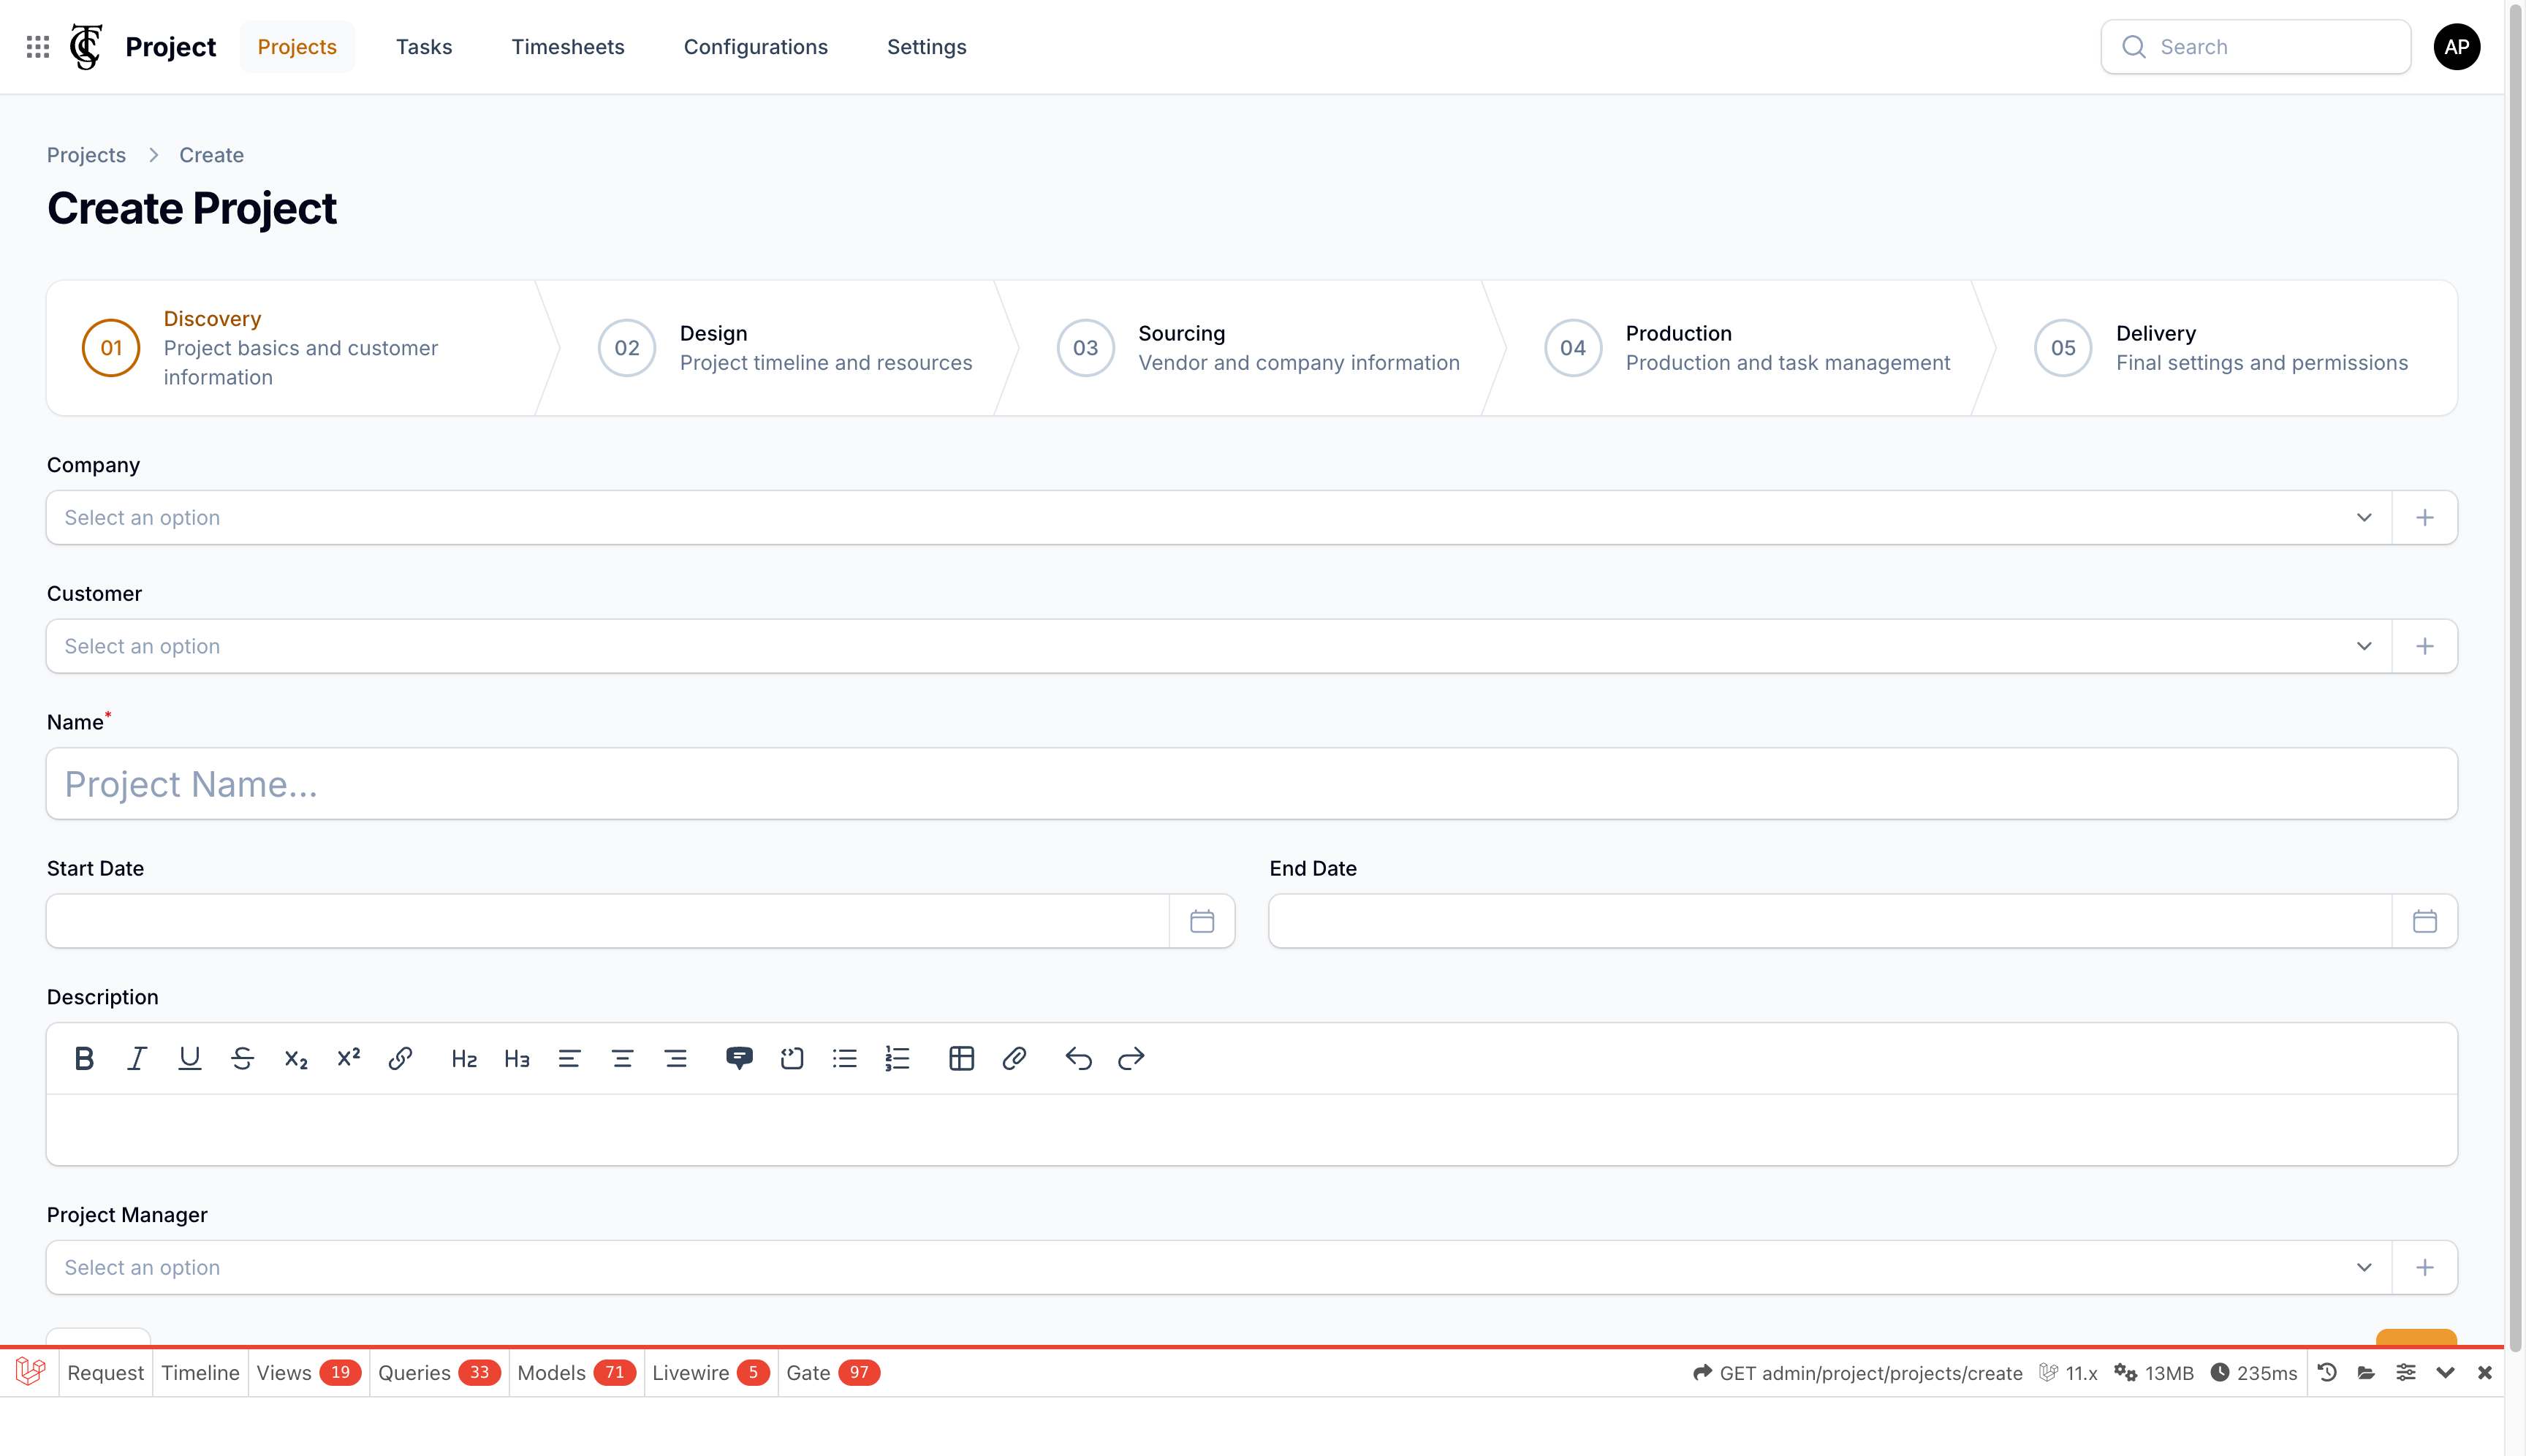 Project
Projects
Tasks
Timesheets
Configurations
Settings
Search
AP
Projects > Create
Create Project
01
Discovery
Project basics and customer
information
02
Design
Project timeline and resources
03
Sourcing
Vendor and company information
04
Production
Production and task management
05
Delivery
Final settings and permissions
Company
Select an option
Customer
Select an option
Name*
Project Name...
Start Date
End Date
Description
B I U S x₂ x² H2 H3
Project Manager
Select an option
Request
Timeline
Views 19
Queries 33
Models 71
Livewire 5
Gate 97
GET admin/project/projects/create
11.x
13MB
235ms